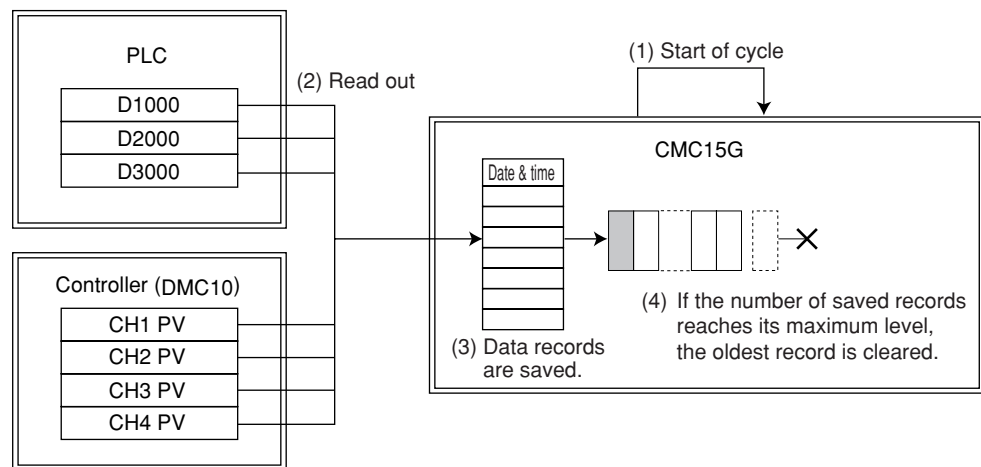 PLC
D1000
D2000
D3000
(2) Read out
(1) Start of cycle
CMC15G
Date & time
(3) Data records
are saved.
(4) If the number of saved records
reaches its maximum level,
the oldest record is cleared.
Controller (DMC10)
CH1 PV
CH2 PV
CH3 PV
CH4 PV